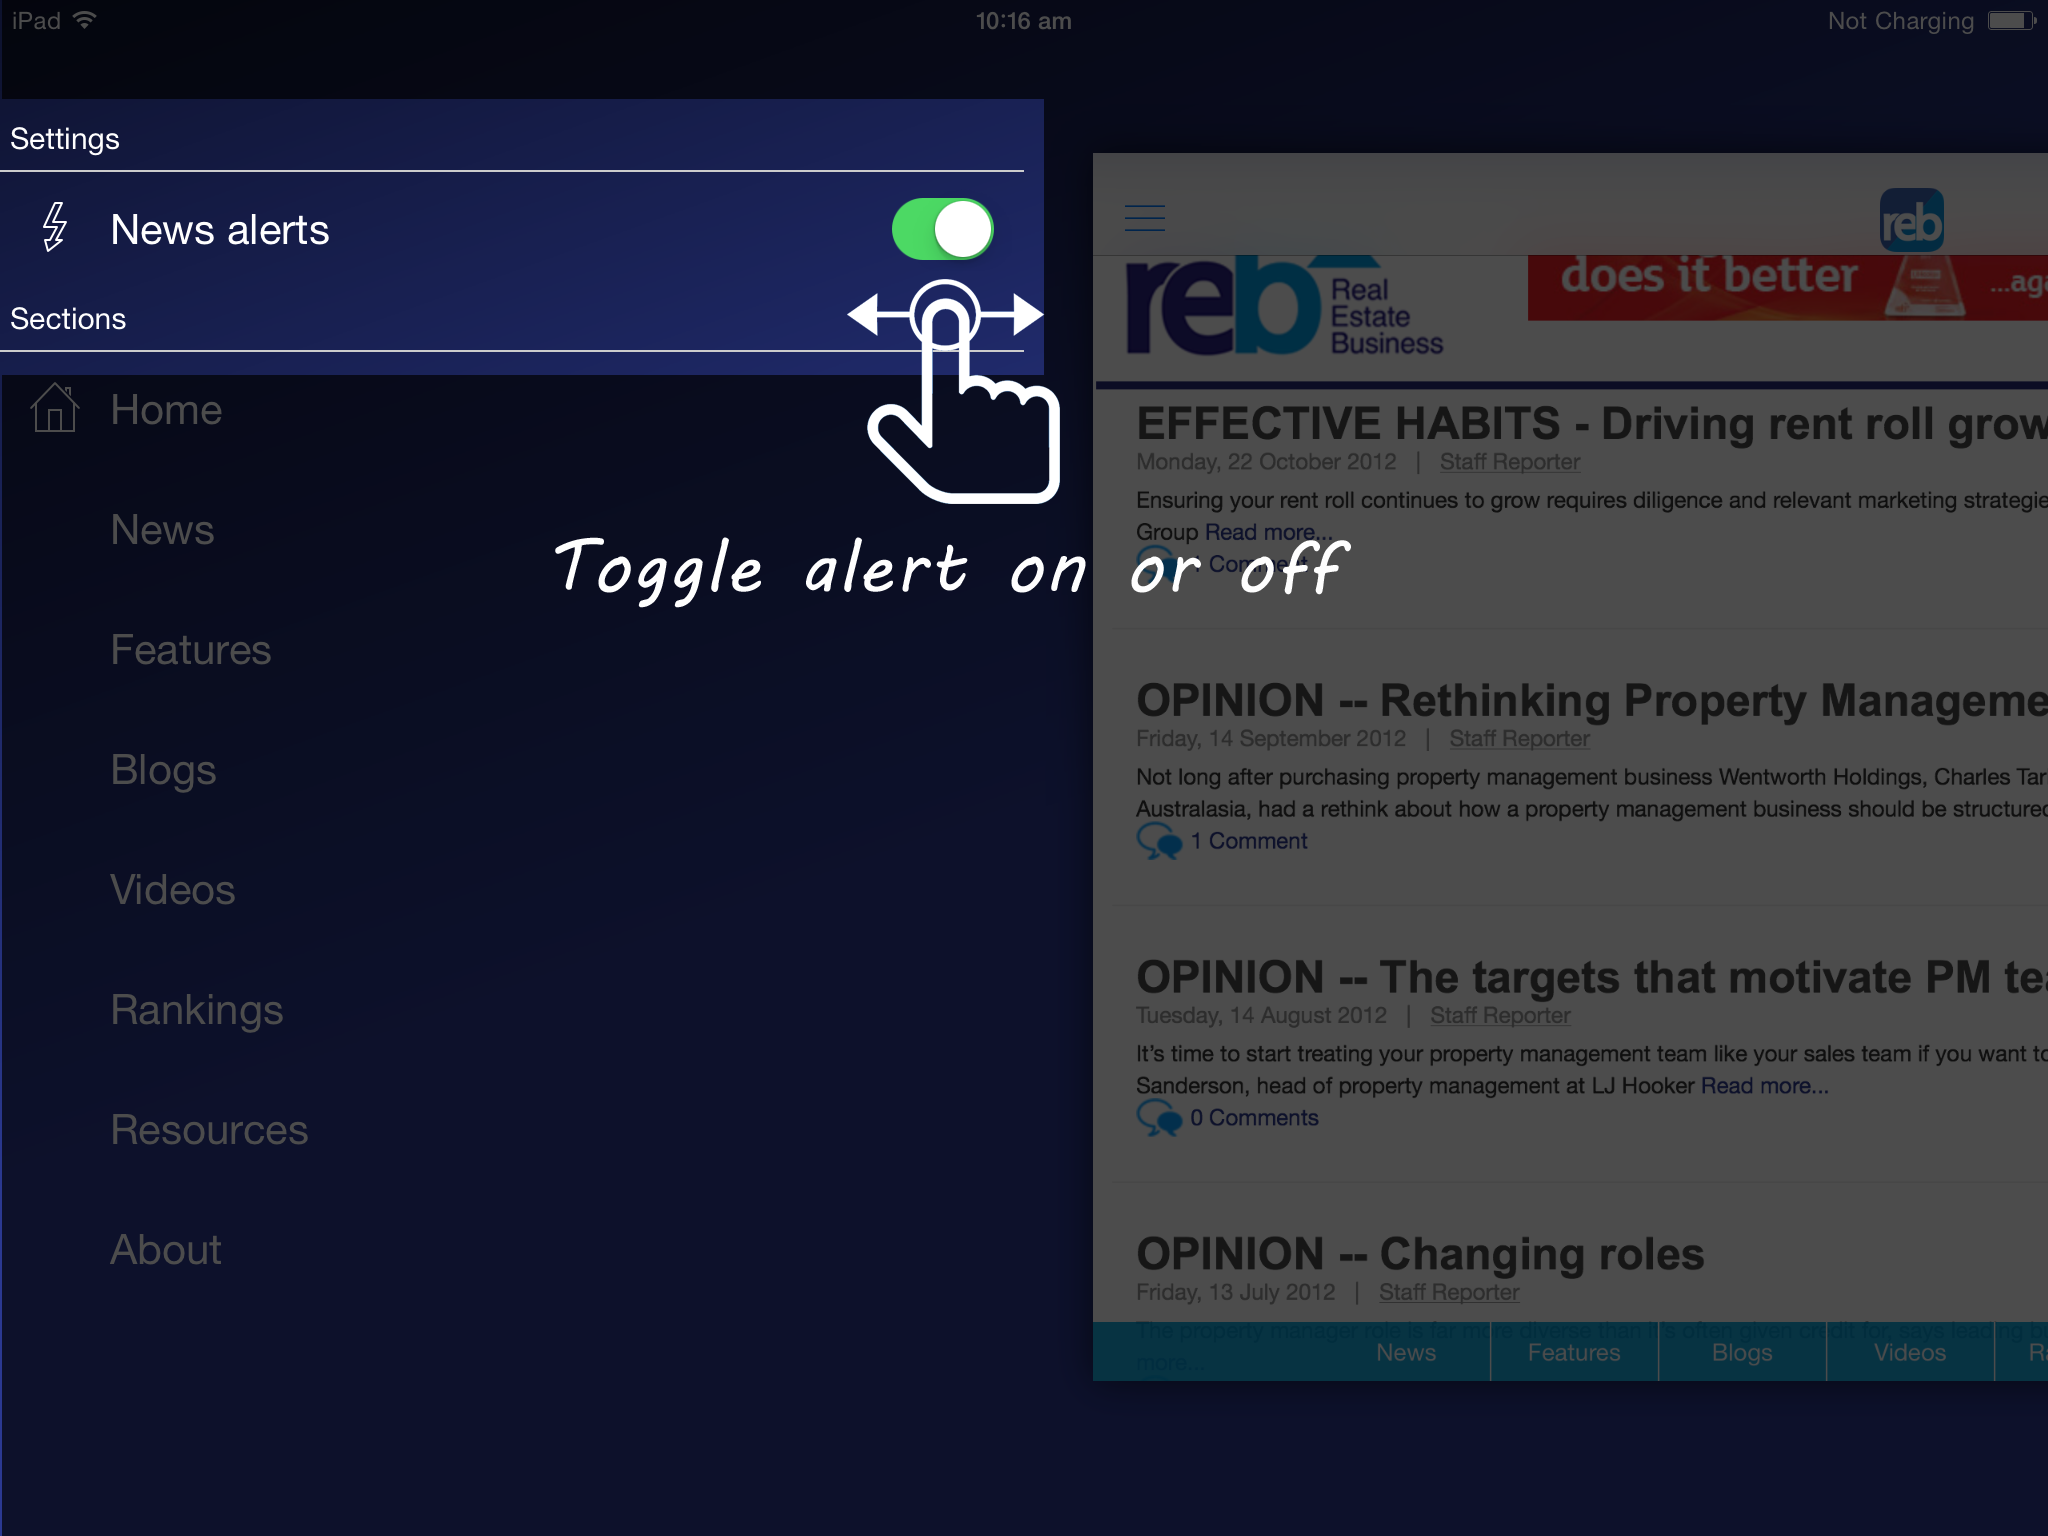 iPad
10:16 am
Not Charging
Settings
News alerts
Sections
Home
News
Features
Blogs
Videos
Rankings
Resources
About
Toggle alert on or off
reb
reb Real
Estate
Business
does it better
EFFECTIVE HABITS - Driving rent roll grow
Monday, 22 October 2012 | Staff Reporter
Ensuring your rent roll continues to grow requires diligence and relevant marketing strategie
Group Read more...
1 Comment
OPINION -- Rethinking Property Manageme
Friday, 14 September 2012 | Staff Reporter
Not long after purchasing property management business Wentworth Holdings, Charles Tar
Australasia, had a rethink about how a property management business should be structured
1 Comment
OPINION -- The targets that motivate PM tea
Tuesday, 14 August 2012 | Staff Reporter
It's time to start treating your property management team like your sales team if you want to
Sanderson, head of property management at LJ Hooker Read more...
0 Comments
OPINION -- Changing roles
Friday, 13 July 2012 | Staff Reporter
The property manager role is far more diverse than it's often given credit for, says leading
more...
News Features Blogs Videos